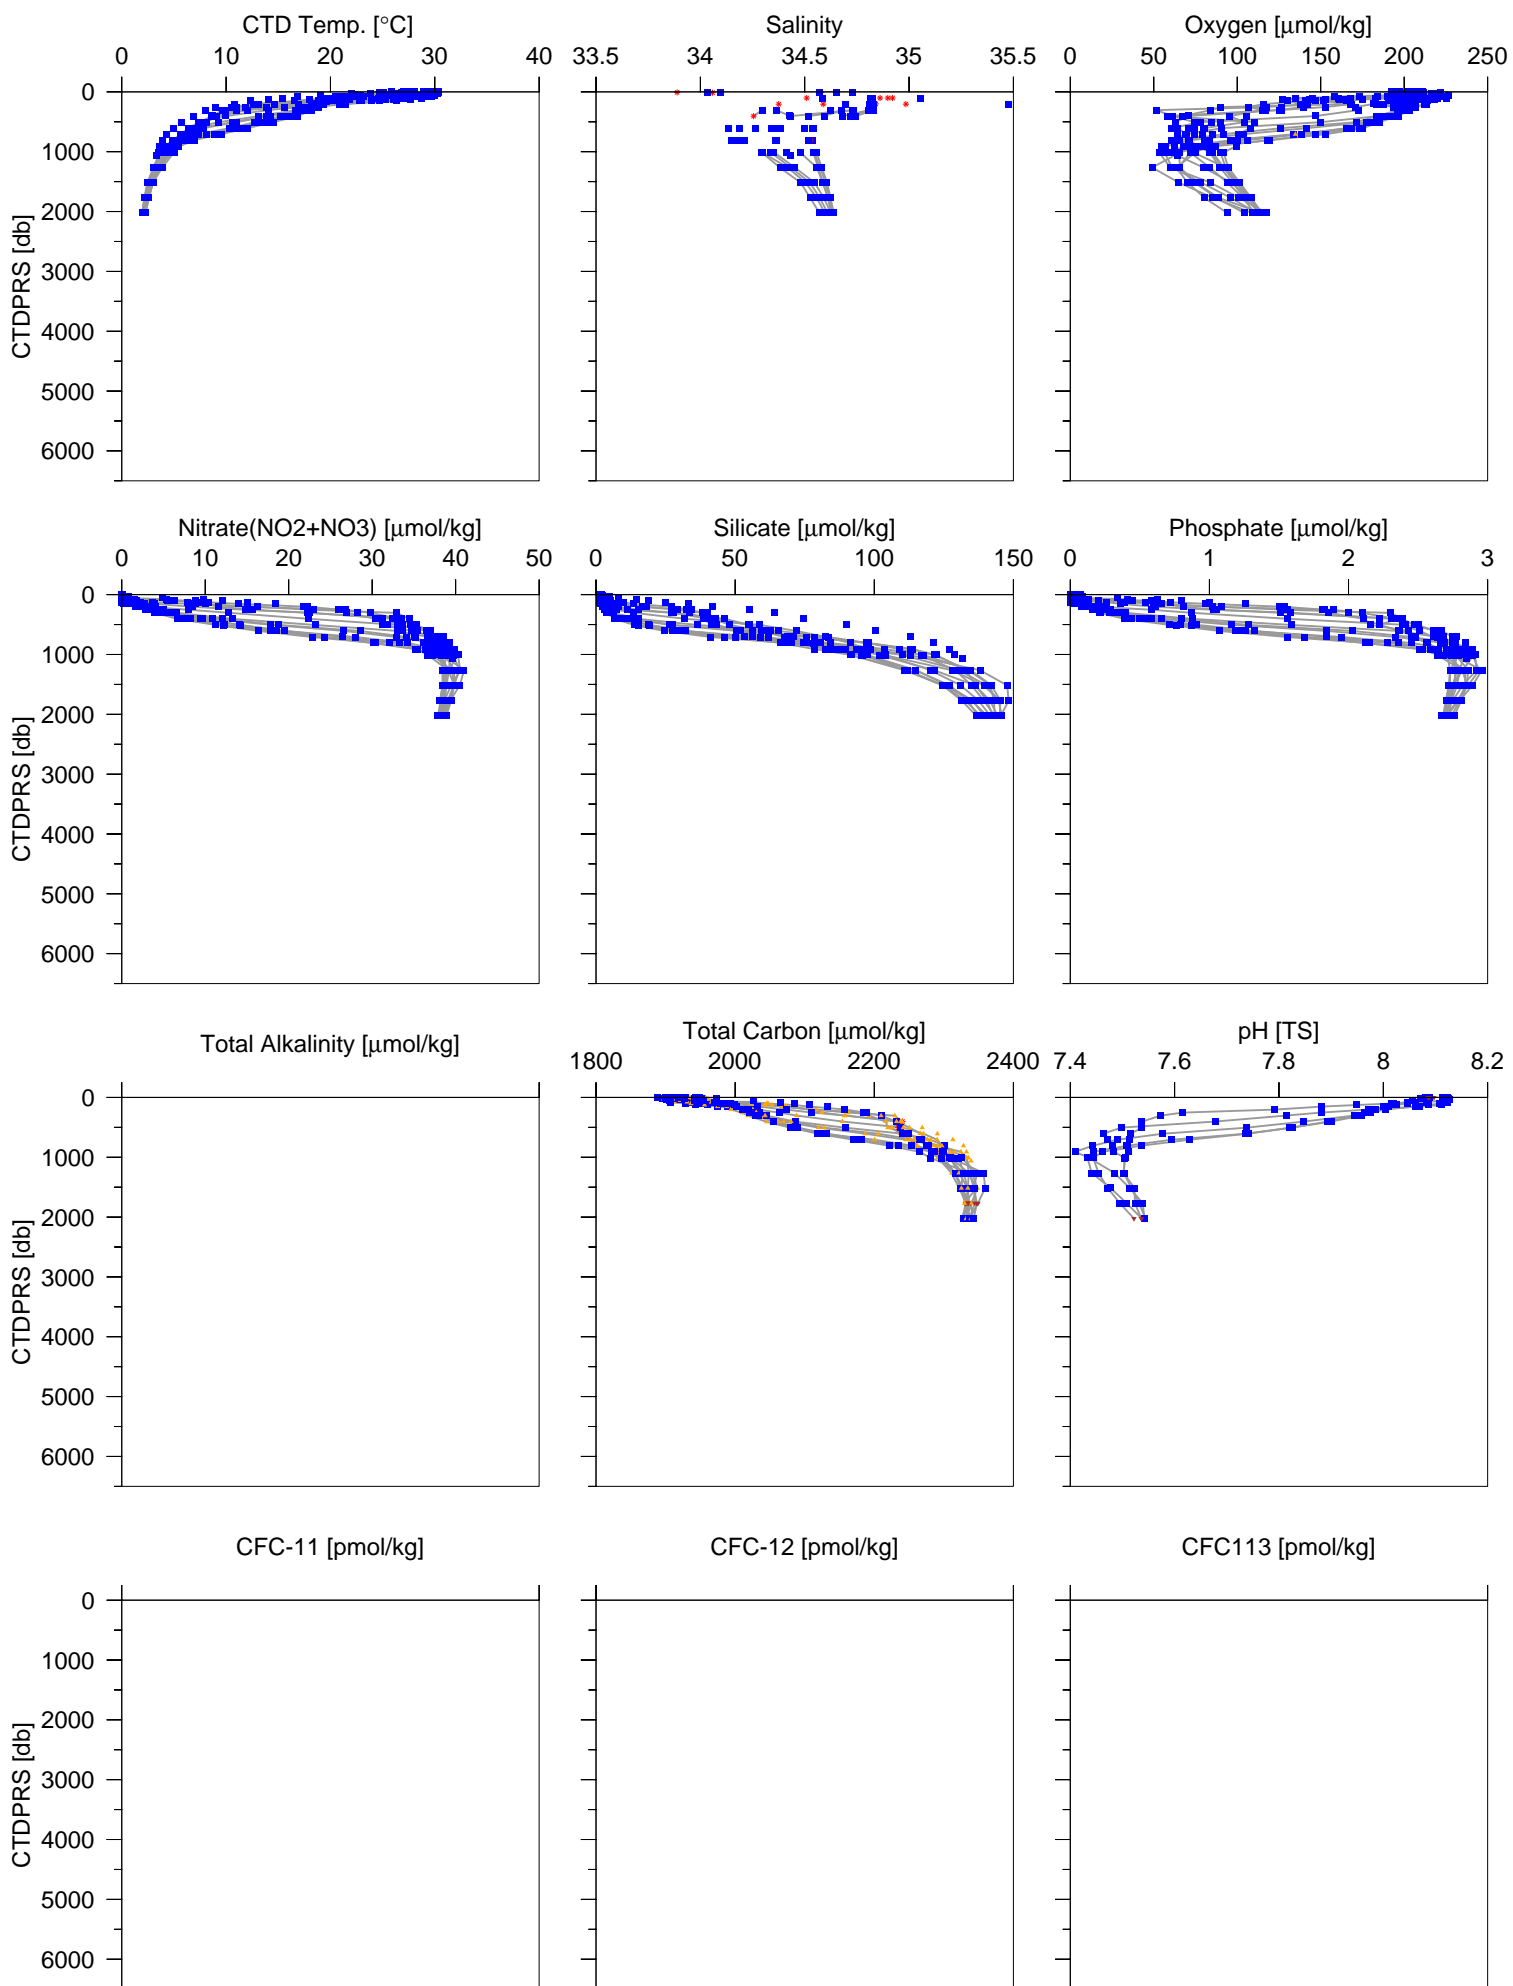 CTD Temp. [°C] Salinity Oxygen [μmol/kg]
0 10 20 30 40 33.5 34 34.5 35 35.5 0 50 100 150 200 250
0
1000
2000
3000
4000
5000
6000
CTDPRS [db]
Nitrate(NO2+NO3) [μmol/kg] Silicate [μmol/kg] Phosphate [μmol/kg]
0 10 20 30 40 50 0 50 100 150 0 1 2 3
0
1000
2000
3000
4000
5000
6000
CTDPRS [db]
Total Alkalinity [μmol/kg] Total Carbon [μmol/kg] pH [TS]
1800 2000 2200 2400 7.4 7.6 7.8 8 8.2
0
1000
2000
3000
4000
5000
6000
CTDPRS [db]
CFC-11 [pmol/kg] CFC-12 [pmol/kg] CFC113 [pmol/kg]
0
1000
2000
3000
4000
5000
6000
CTDPRS [db]